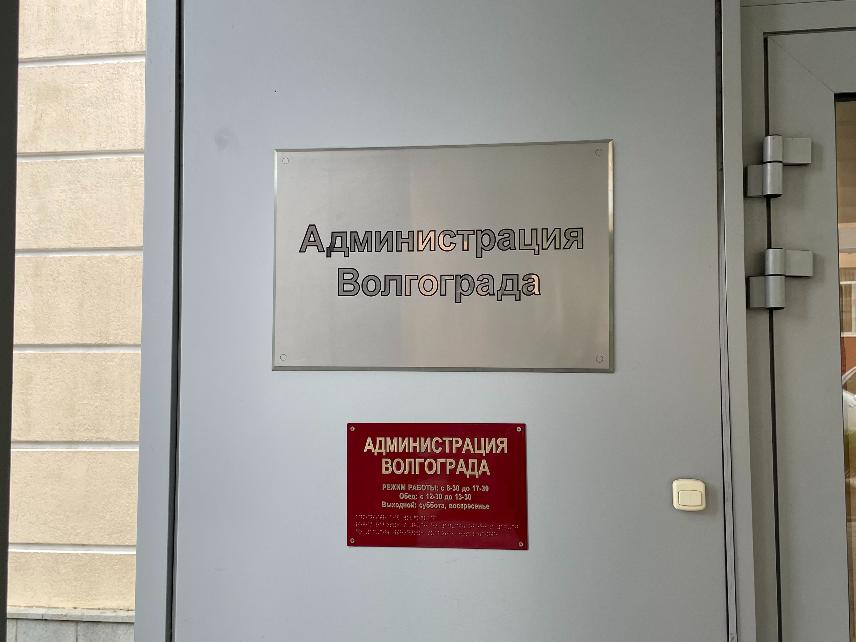 Администрация
Волгограда
АДМИНИСТРАЦИЯ
ВОЛГОГРАДА
РЕЖИМ РАБОТЫ: с 8-30 до 17-30
Обед: с 12-30 до 13-30
Выходной: суббота, воскресенье